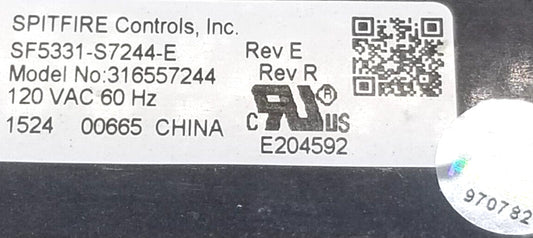 SPITFIRE Controls, Inc.
SF5331-S7244-E Rev E
Model No:316557244 Rev R
120 VAC 60 Hz
1524 00665 CHINA
C RU ® US
E204592
970782